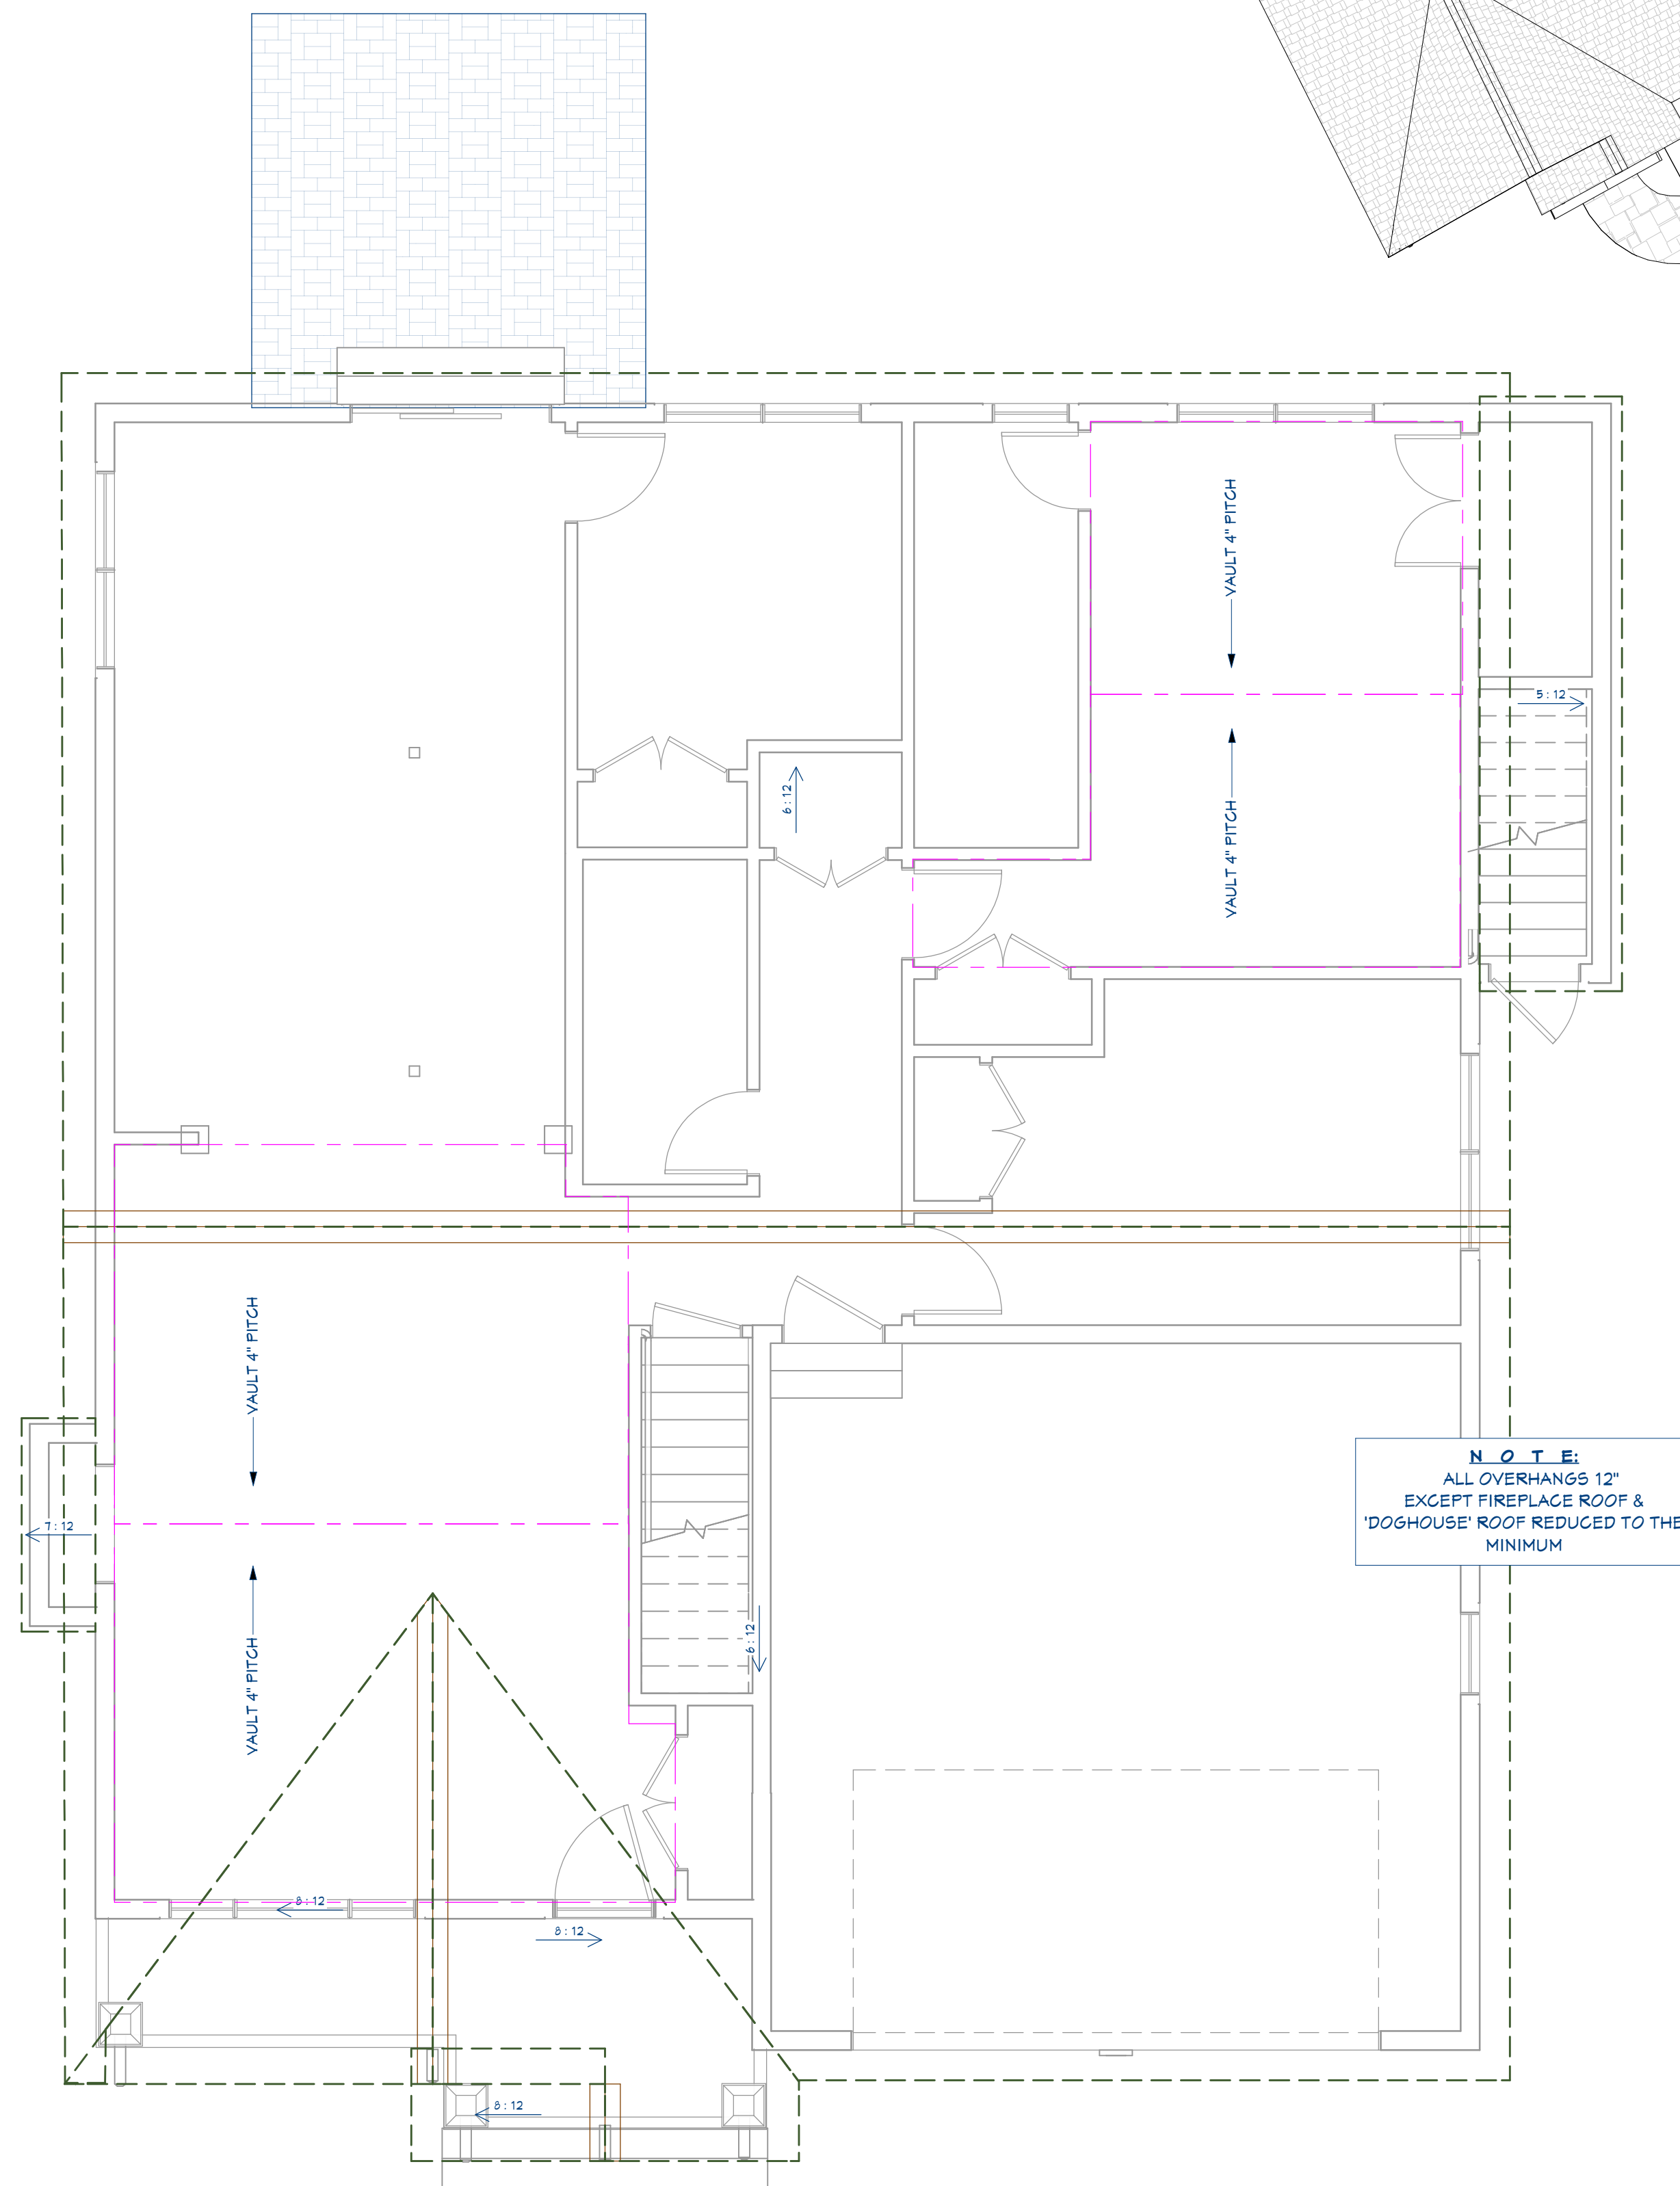 VAULT 4" PITCH
5 : 12
6 : 12
VAULT 4" PITCH
VAULT 4" PITCH
N O T E:
ALL OVERHANGS 12"
EXCEPT FIREPLACE ROOF &
'DOGHOUSE' ROOF REDUCED TO THE
MINIMUM
7 : 12
6 : 12
VAULT 4" PITCH
8 : 12
8 : 12
8 : 12